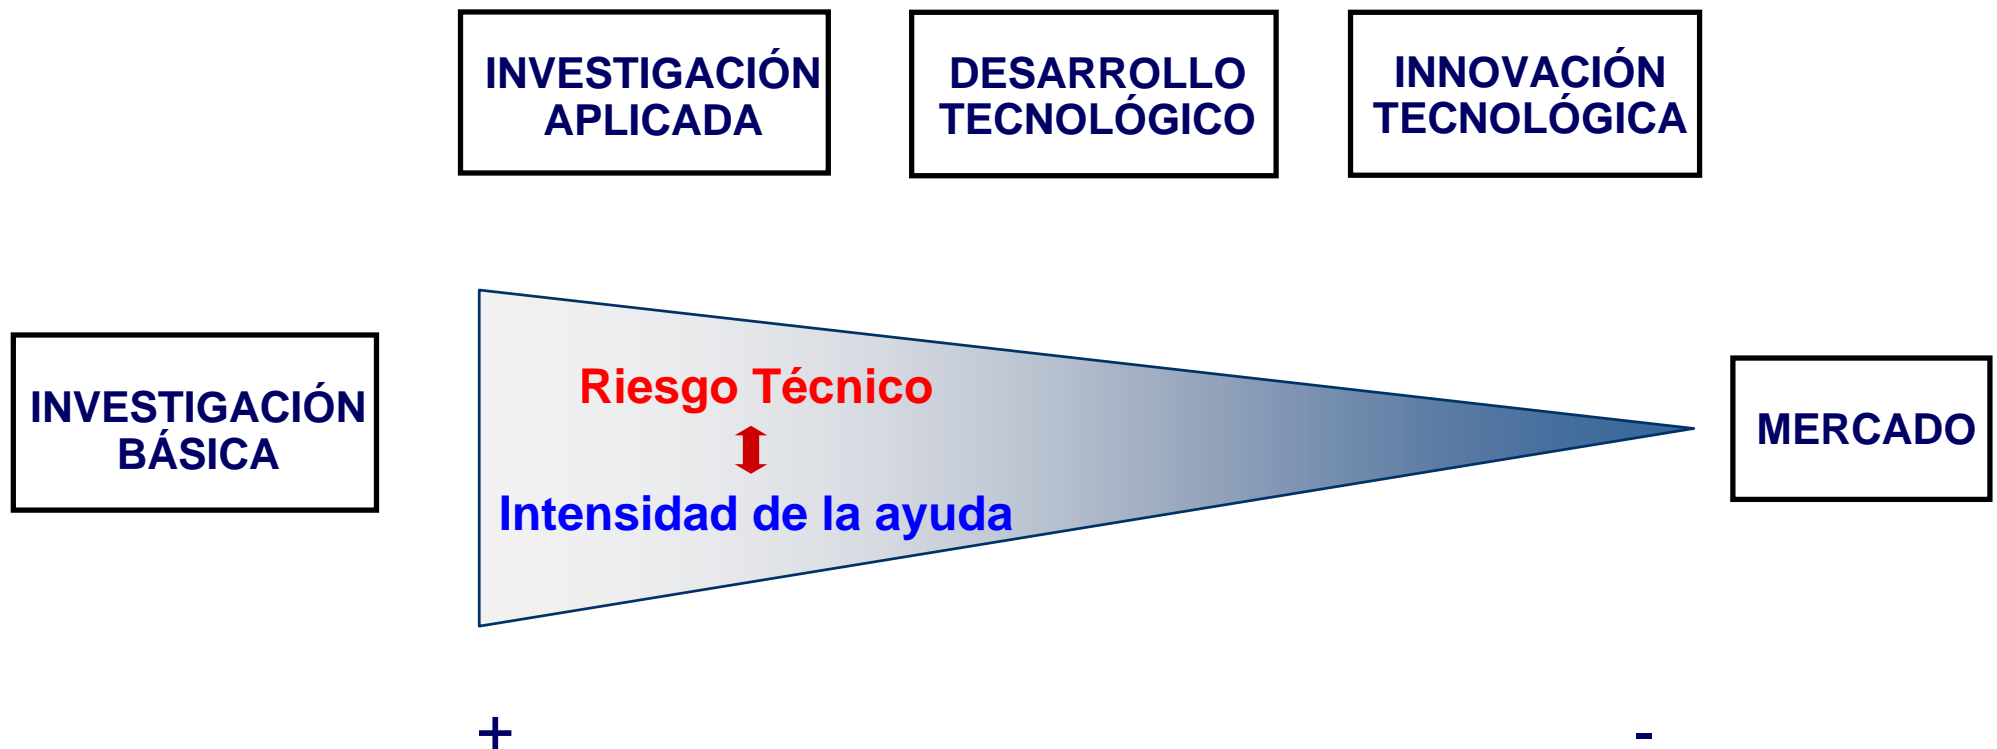 INVESTIGACIÓN
APLICADA
DESARROLLO
TECNOLÓGICO
INNOVACIÓN
TECNOLÓGICA
INVESTIGACIÓN
BÁSICA
Riesgo Técnico
Intensidad de la ayuda
MERCADO
+
-